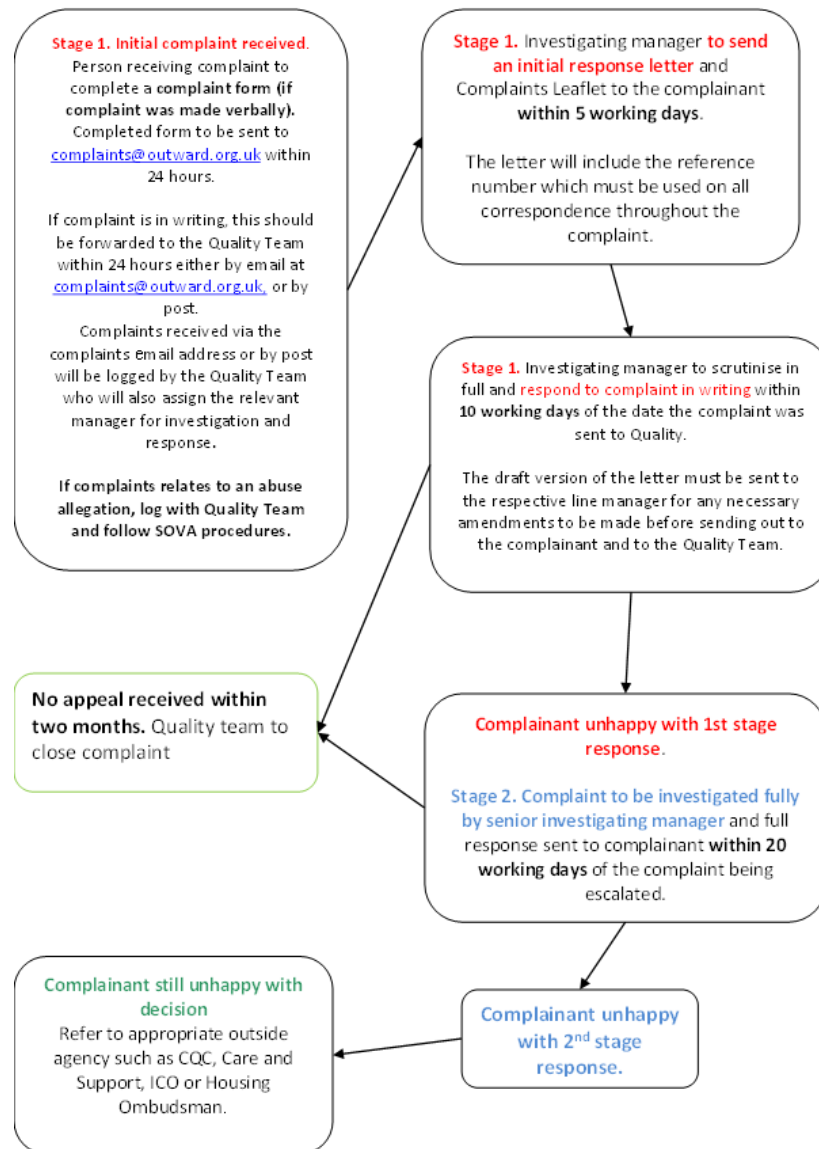 Stage 1. Initial complaint received.
Person receiving complaint to
complete a complaint form (if
complaint was made verbally).
Completed form to be sent to
complaints@outward.org.uk within
24 hours.
If complaint is in writing, this should
be forwarded to the Quality Team
within 24 hours either by email at
complaints@outward.org.uk, or by
post.
Complaints received via the
complaints email address or by post
will be logged by the Quality Team
who will also assign the relevant
manager for investigation and
response.
If complaints relates to an abuse
allegation, log with Quality Team
and follow SOVA procedures.
Stage 1. Investigating manager to send
an initial response letter and
Complaints Leaflet to the complainant
within 5 working days.
The letter will include the reference
number which must be used on all
correspondence throughout the
complaint.
Stage 1. Investigating manager to scrutinise in
full and respond to complaint in writing within
10 working days of the date the complaint was
sent to Quality.
The draft version of the letter must be sent to
the respective line manager for any necessary
amendments to be made before sending out to
the complainant and to the Quality Team.
No appeal received within
two months. Quality team to
close complaint
Complainant unhappy with 1st stage
response.
Stage 2. Complaint to be investigated fully
by senior investigating manager and full
response sent to complainant within 20
working days of the complaint being
escalated.
Complainant unhappy
with 2nd stage
response.
Complainant still unhappy with
decision
Refer to appropriate outside
agency such as CQC, Care and
Support, ICO or Housing
Ombudsman.